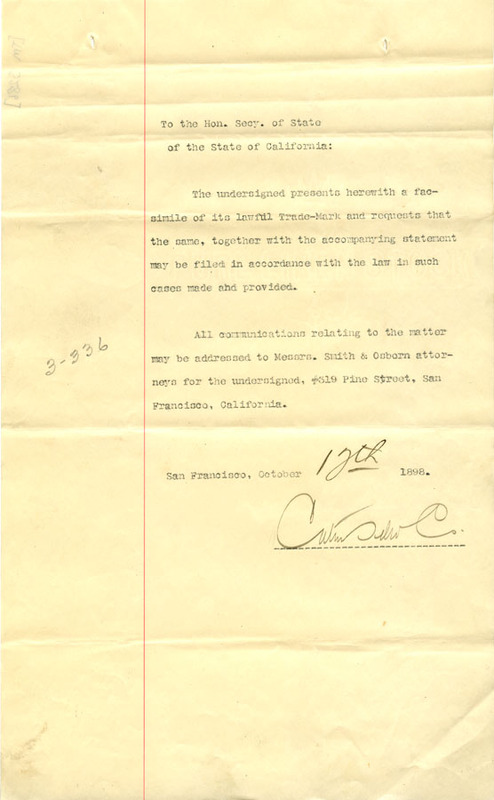 To the Hon. Secy. of State
of the State of California:
The undersigned presents herewith a fac-
simile of its lawful Trade-Mark and requests that
the same, together with the accompanying statement
may be filed in accordance with the law in such
cases made and provided.
All communications relating to the matter
may be addressed to Messrs. Smith & Osborn attor-
neys for the undersigned, #319 Pine Street, San
Francisco, California.
3-336
San Francisco, October 17th 1898.
Co.